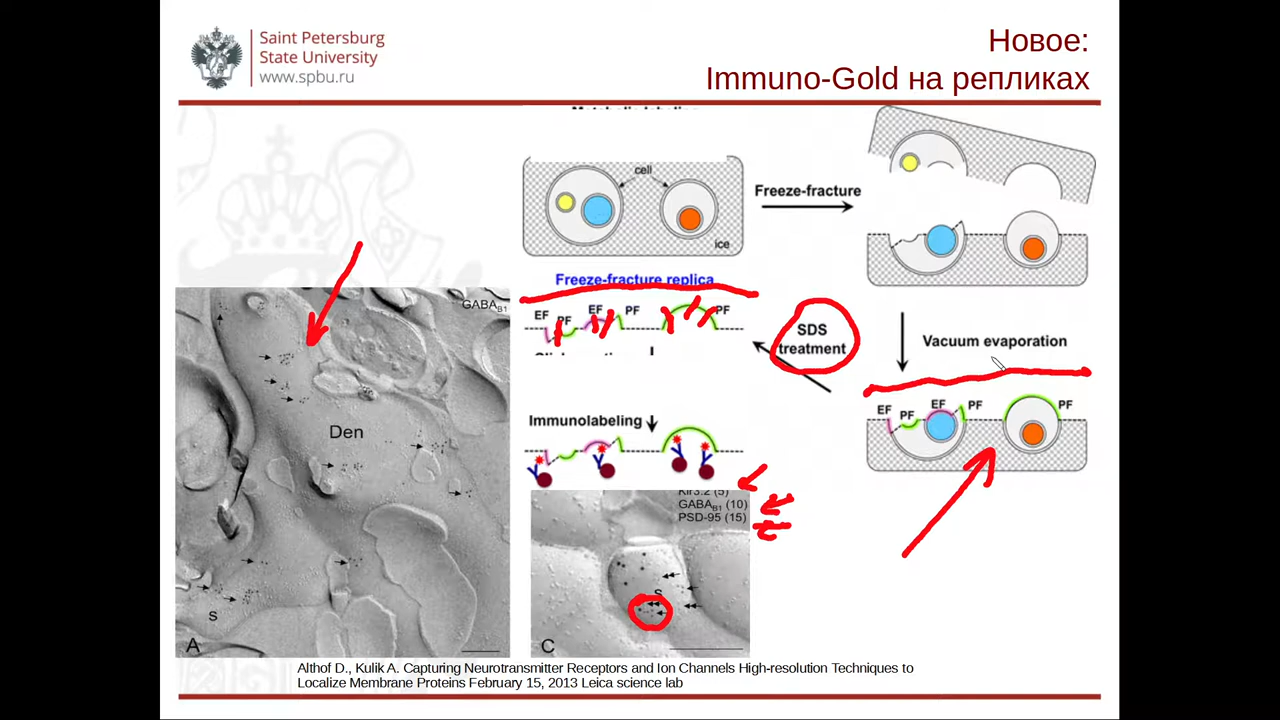 Saint Petersburg
State University
www.spbu.ru
Новое:
Immuno-Gold на репликах
cell
ice
Freeze-fracture
Freeze-fracture replica
EF
PF
EF
PF
PF
SDS
treatment
Vacuum evaporation
EF
PF
EF
PF
PF
Immunolabeling
GABAB1
Den
S
A
Kir3.2 (5)
GABAB1 (10)
PSD-95 (15)
s
C
Althof D., Kulik A. Capturing Neurotransmitter Receptors and Ion Channels High-resolution Techniques to
Localize Membrane Proteins February 15, 2013 Leica science lab